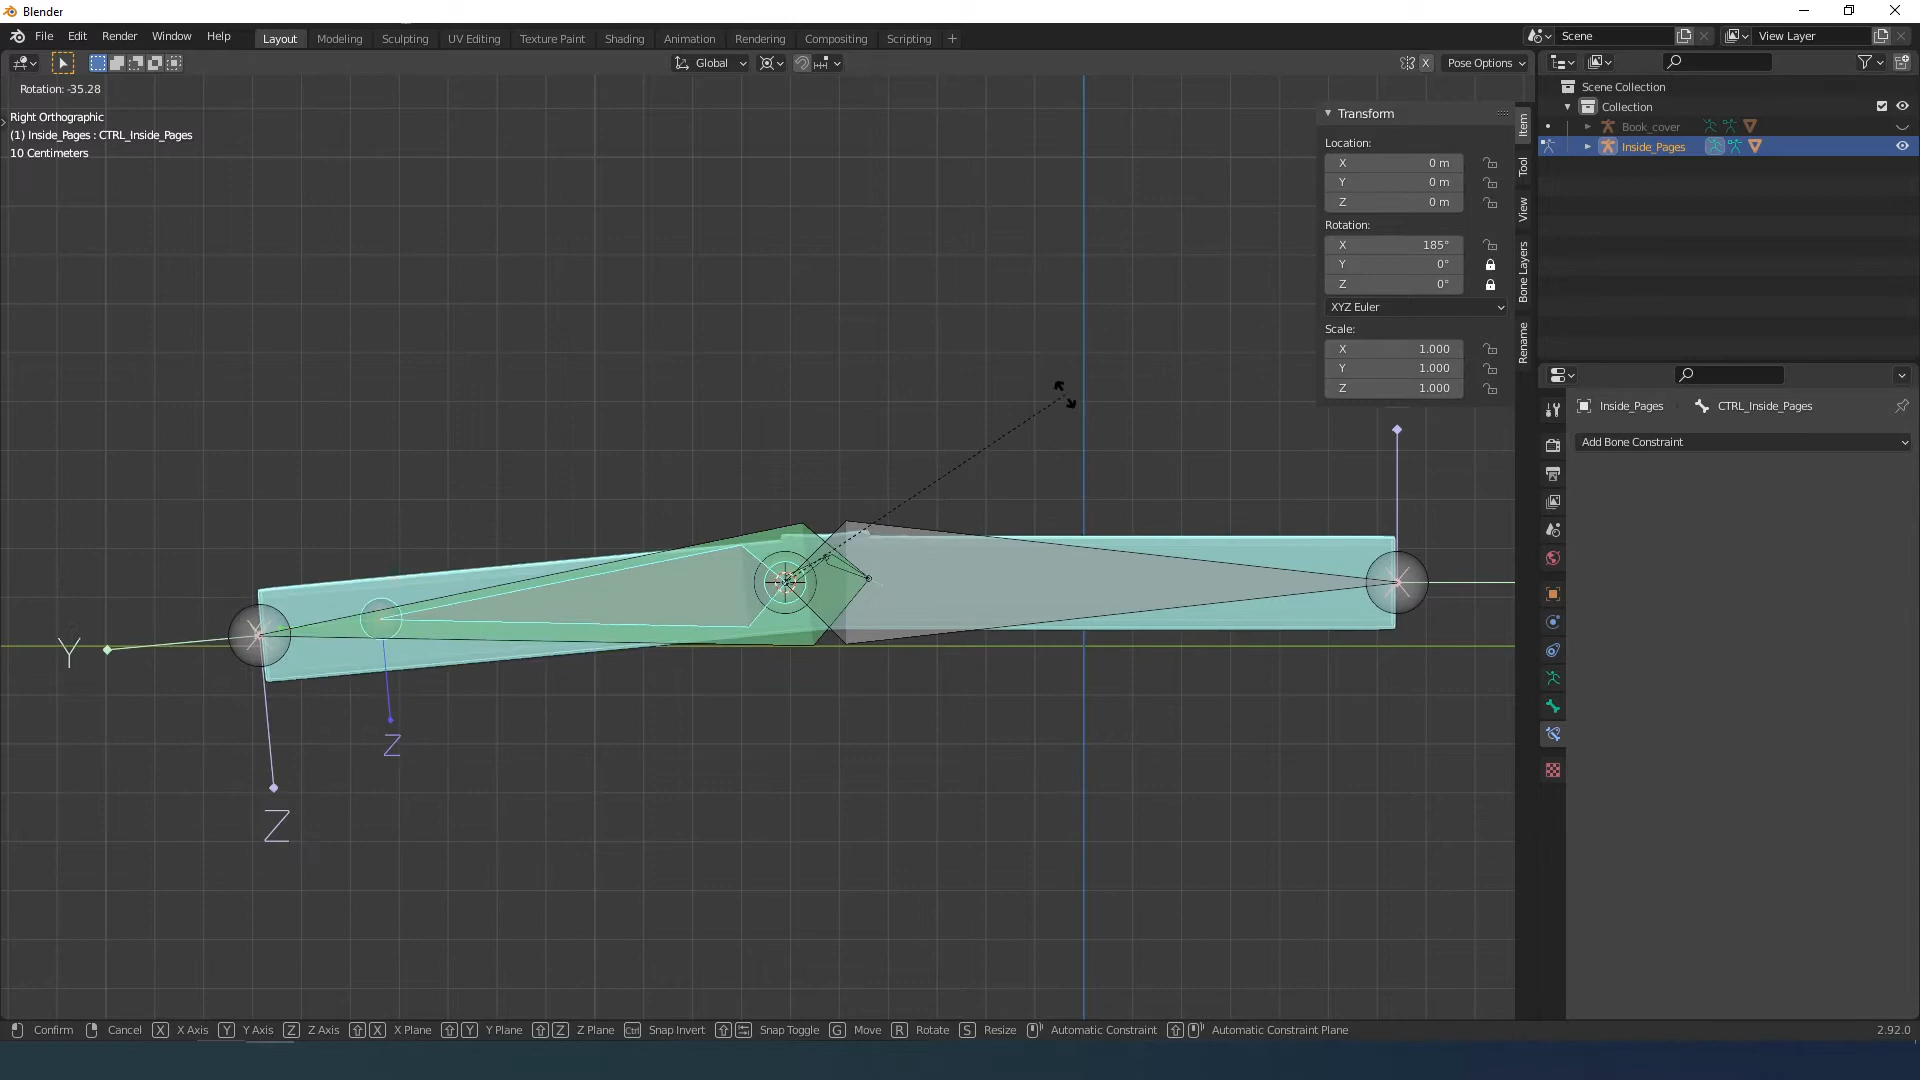 Blender
File Edit Render Window Help
Layout Modeling Sculpting UV Editing Texture Paint Shading Animation Rendering Compositing Scripting +
Scene
View Layer
Global
X
Pose Options
Rotation: -35.28
Right Orthographic
(1) Inside_Pages : CTRL_Inside_Pages
10 Centimeters
Transform
Location:
X 0 m
Y 0 m
Z 0 m
Rotation:
X 185°
Y 0°
Z 0°
XYZ Euler
Scale:
X 1.000
Y 1.000
Z 1.000
Item
Tool
View
Bone Layers
Rename
Scene Collection
Collection
Book_cover
Inside_Pages
Inside_Pages
CTRL_Inside_Pages
Add Bone Constraint
Y
Z
Z
Confirm Cancel X X Axis Y Y Axis Z Z Axis X X Plane Y Y Plane Z Z Plane Ctrl Snap Invert Snap Toggle G Move R Rotate S Resize Automatic Constraint Automatic Constraint Plane
2.92.0